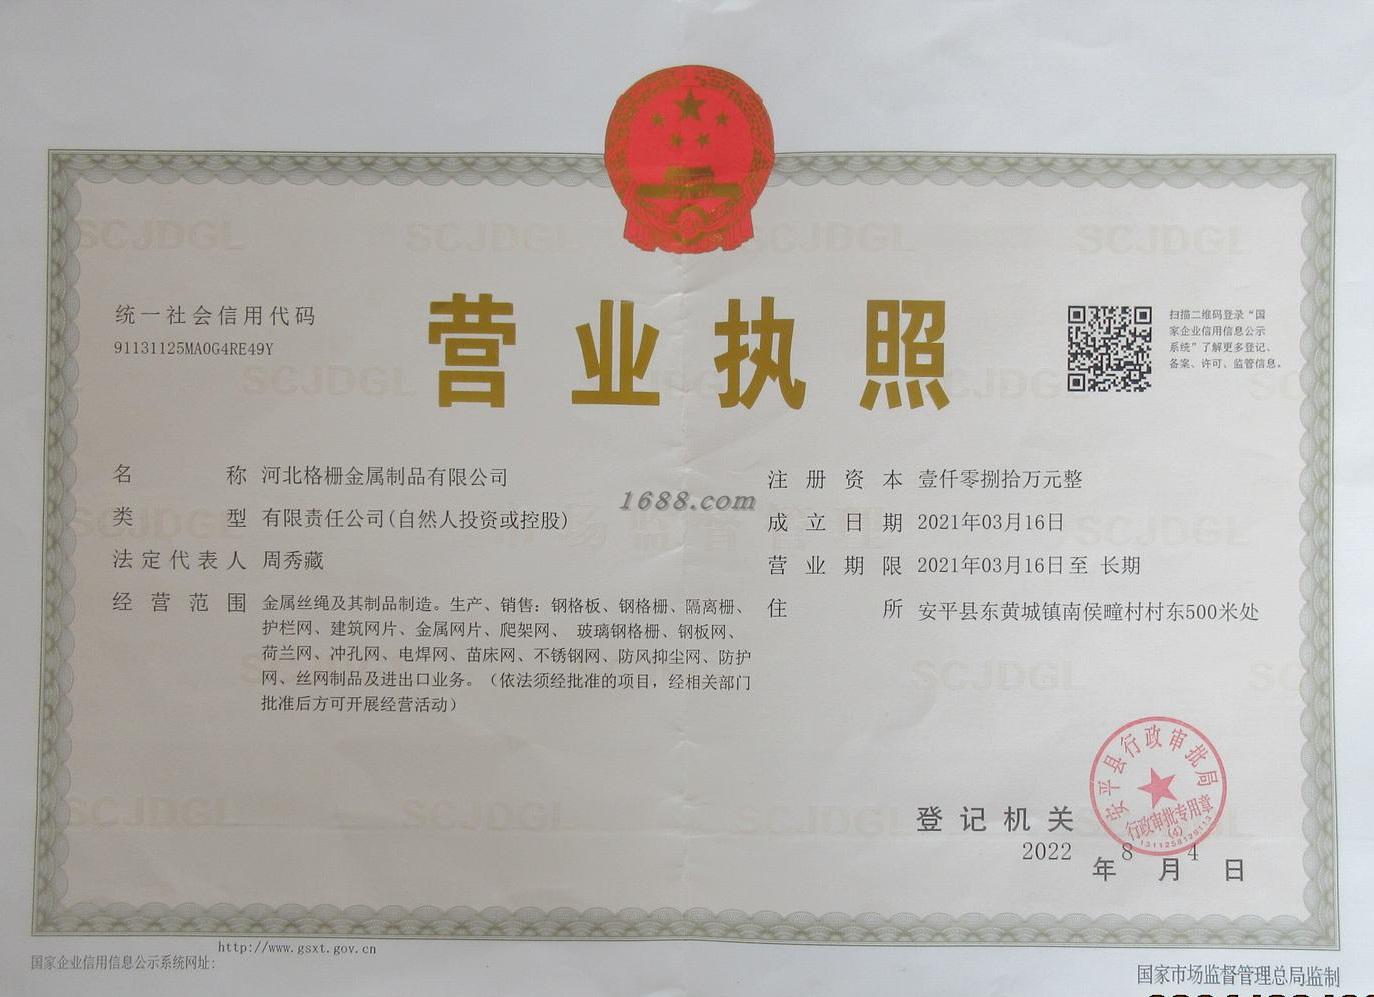 营业执照
统一社会信用代码
91131125MA0G4RE49Y
扫描二维码登录“国
家企业信用信息公示
系统”了解更多登记、
备案、许可、监管信息。
名称 河北格栅金属制品有限公司
类型 有限责任公司(自然人投资或控股)
法定代表人 周秀藏
经营范围 金属丝绳及其制品制造。生产、销售：钢格板、钢格栅、隔离栅、
护栏网、建筑网片、金属网片、爬架网、 玻璃钢格栅、钢板网、
荷兰网、冲孔网、电焊网、苗床网、不锈钢网、防风抑尘网、防护
网、丝网制品及进出口业务。（依法须经批准的项目，经相关部门
批准后方可开展经营活动）
1688.com
注册资本 壹仟零捌拾万元整
成立日期 2021年03月16日
营业期限 2021年03月16日至 长期
住所 安平县东黄城镇南侯疃村村东500米处
登记机关
安平县行政审批局
行政审批专用章
(4)
2022年8月4日
http://www.gsxt.gov.cn
国家企业信用信息公示系统网址:
国家市场监督管理总局监制
SCJDGL